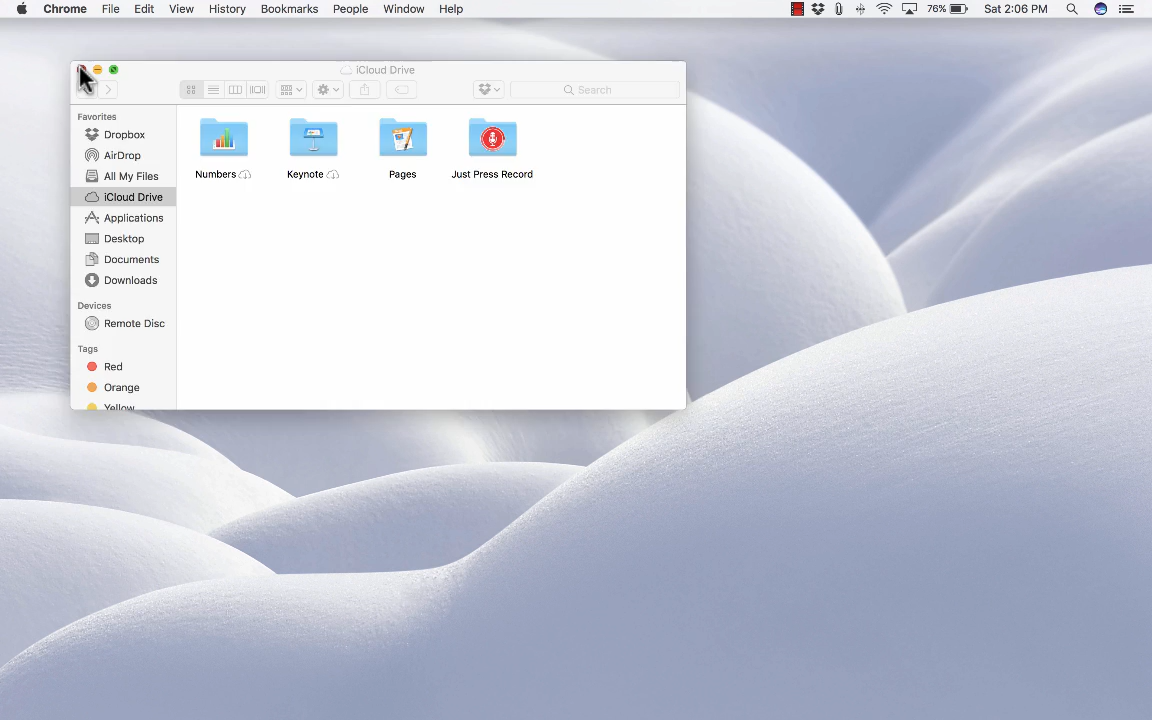 Chrome File Edit View History Bookmarks People Window Help 76% Sat 2:06 PM
iCloud Drive
Search
Favorites
Dropbox
AirDrop
All My Files
iCloud Drive
Applications
Desktop
Documents
Downloads
Devices
Remote Disc
Tags
Red
Orange
Yellow
Numbers Keynote Pages Just Press Record